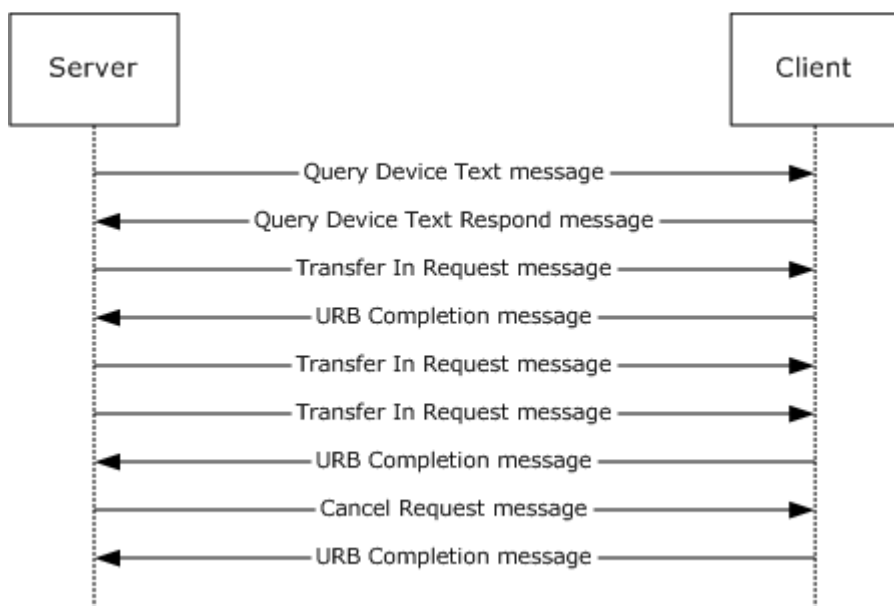 Server
Client
Query Device Text message
Query Device Text Respond message
Transfer In Request message
URB Completion message
Transfer In Request message
Transfer In Request message
URB Completion message
Cancel Request message
URB Completion message